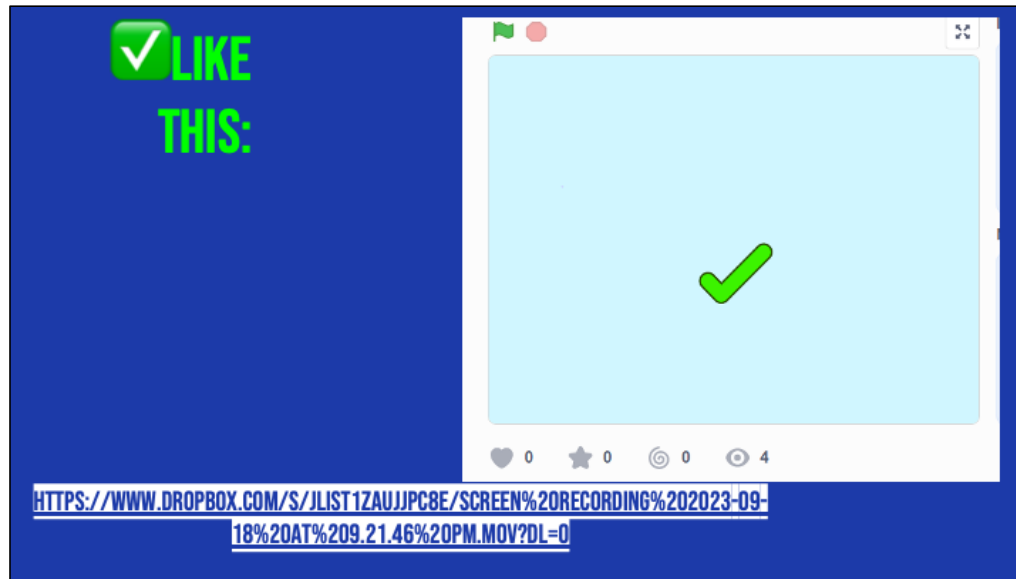 ✅LIKE
THIS:
0
0
0
4
HTTPS://WWW.DROPBOX.COM/S/JLIST1ZAUJJPC8E/SCREEN%20RECORDING%202023-09-
18%20AT%209.21.46%20PM.MOV?DL=0